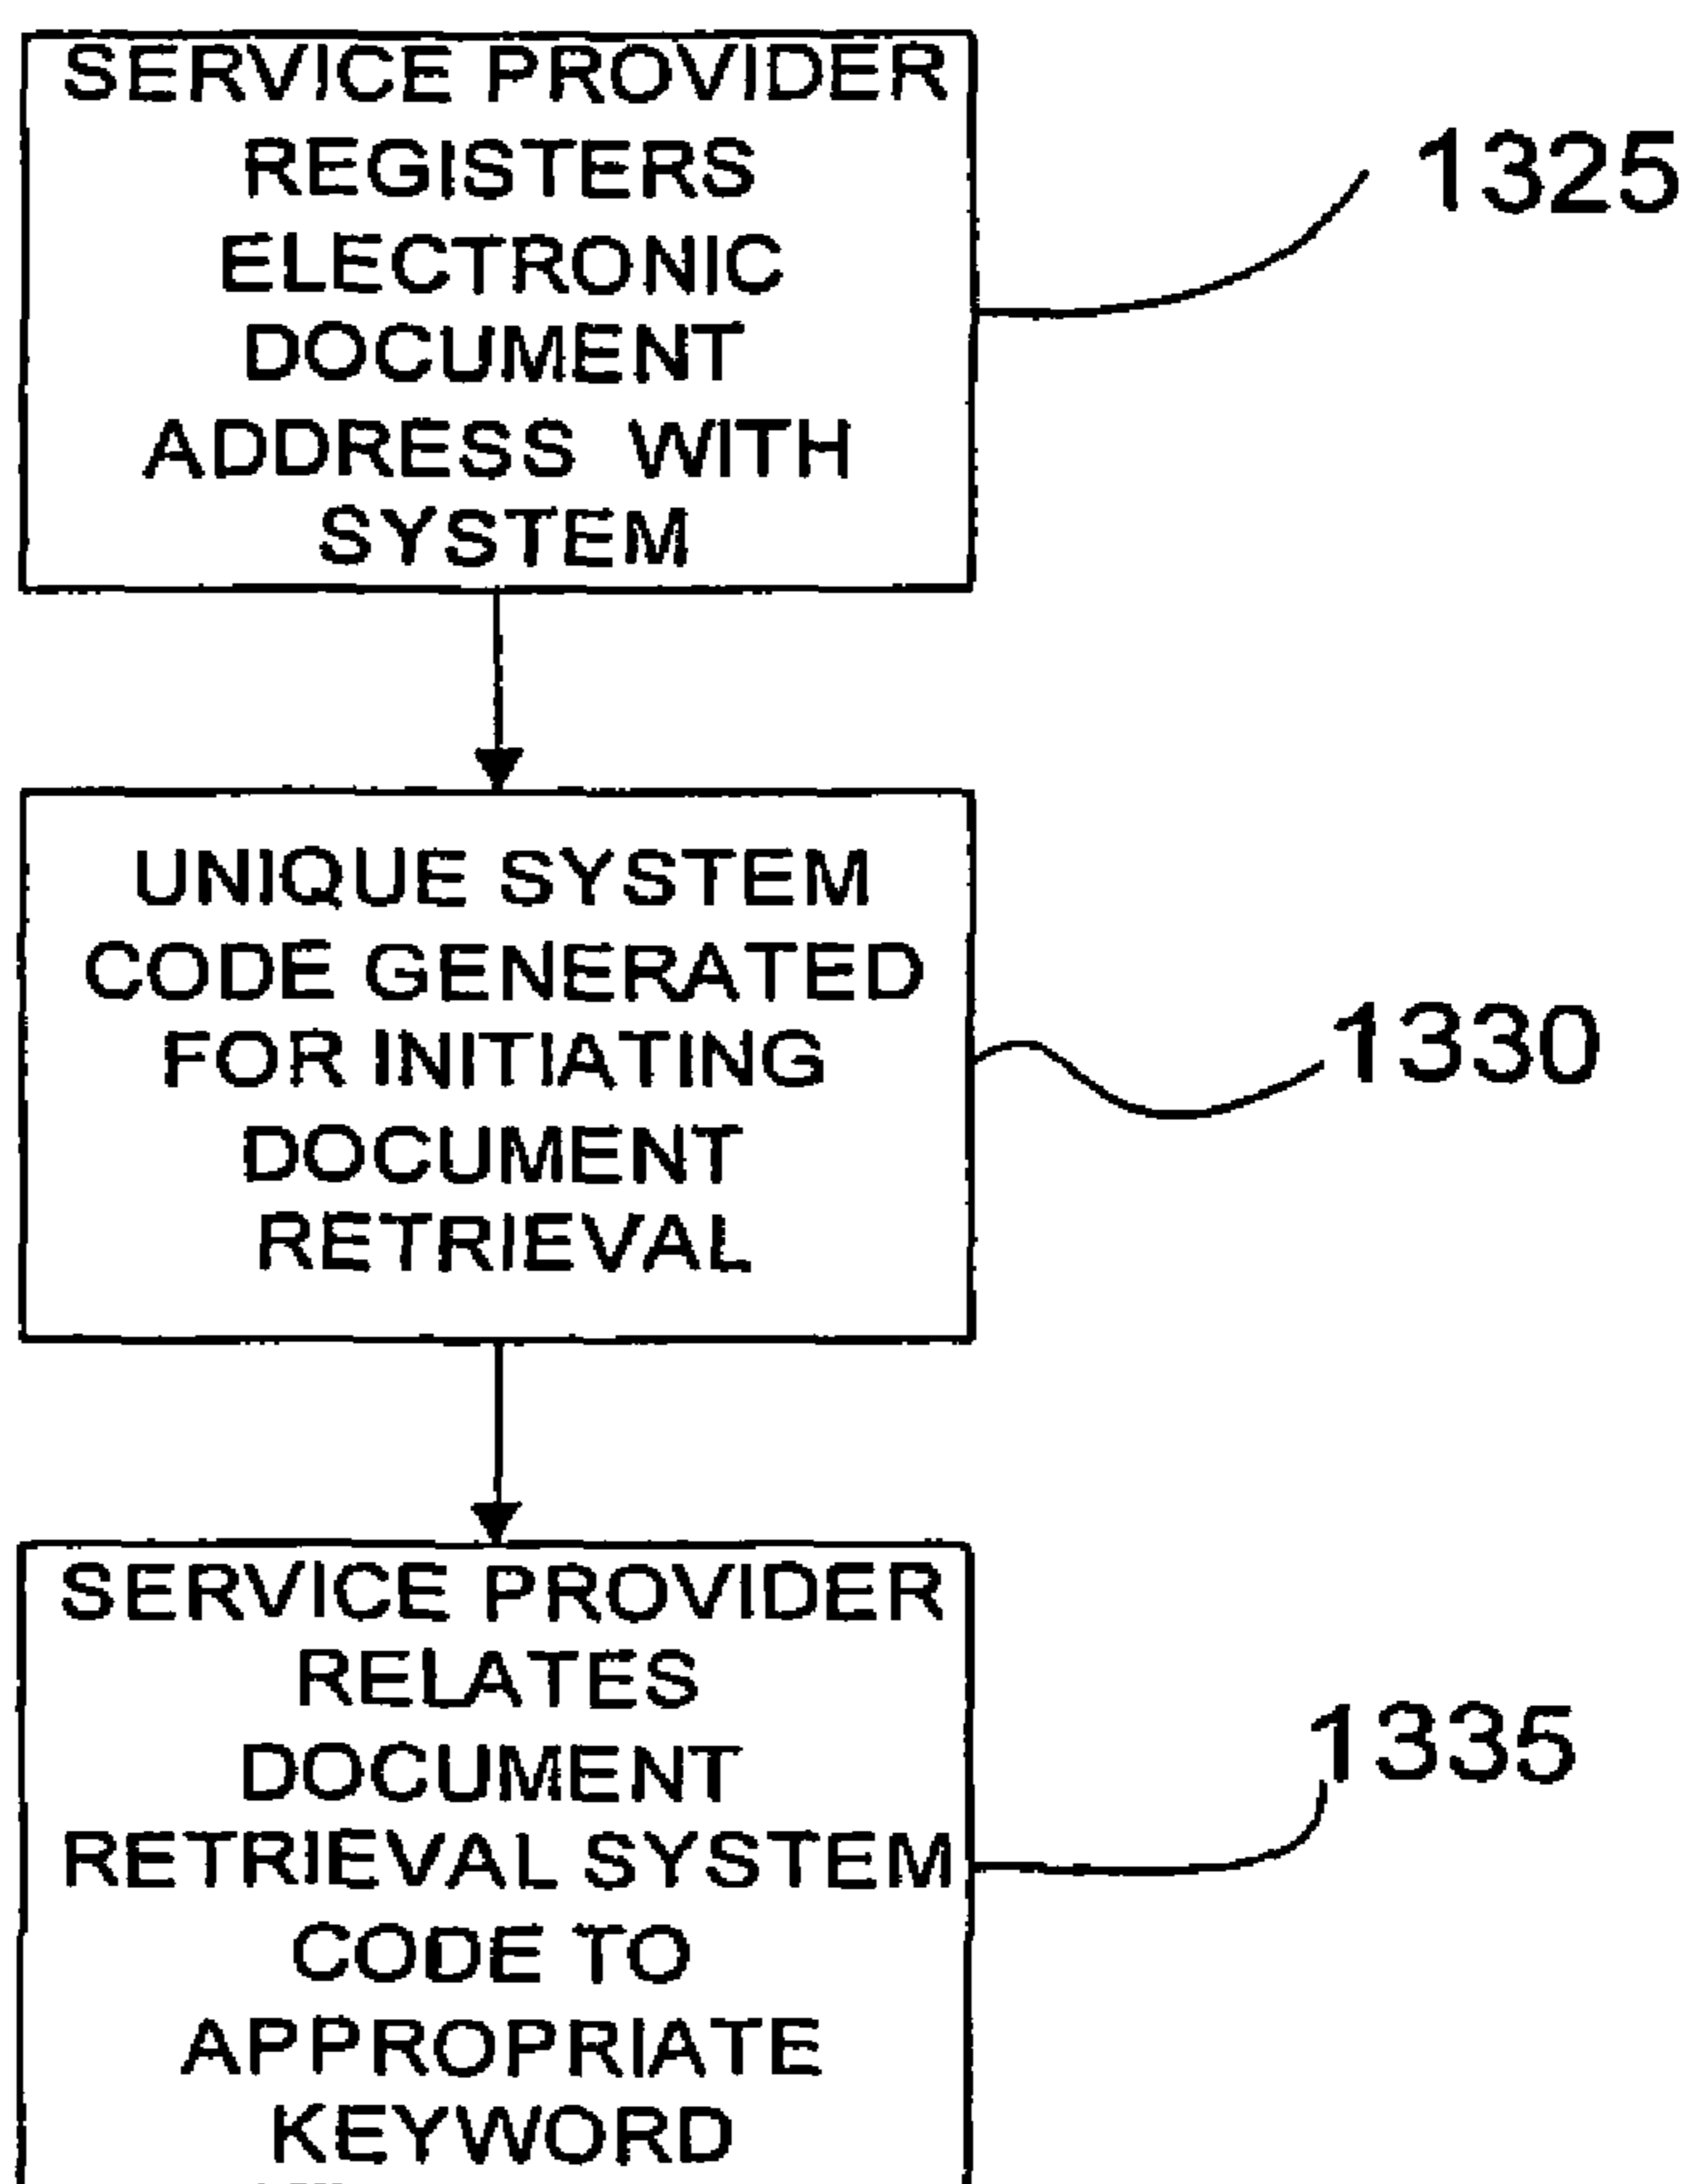 SERVICE PROVIDER
REGISTERS
ELECTRONIC
DOCUMENT
ADDRESS WITH
SYSTEM
1325
UNIQUE SYSTEM
CODE GENERATED
FOR INITIATING
DOCUMENT
RETRIEVAL
1330
SERVICE PROVIDER
RELATES
DOCUMENT
RETRIEVAL SYSTEM
CODE TO
APPROPRIATE
KEYWORD
1335